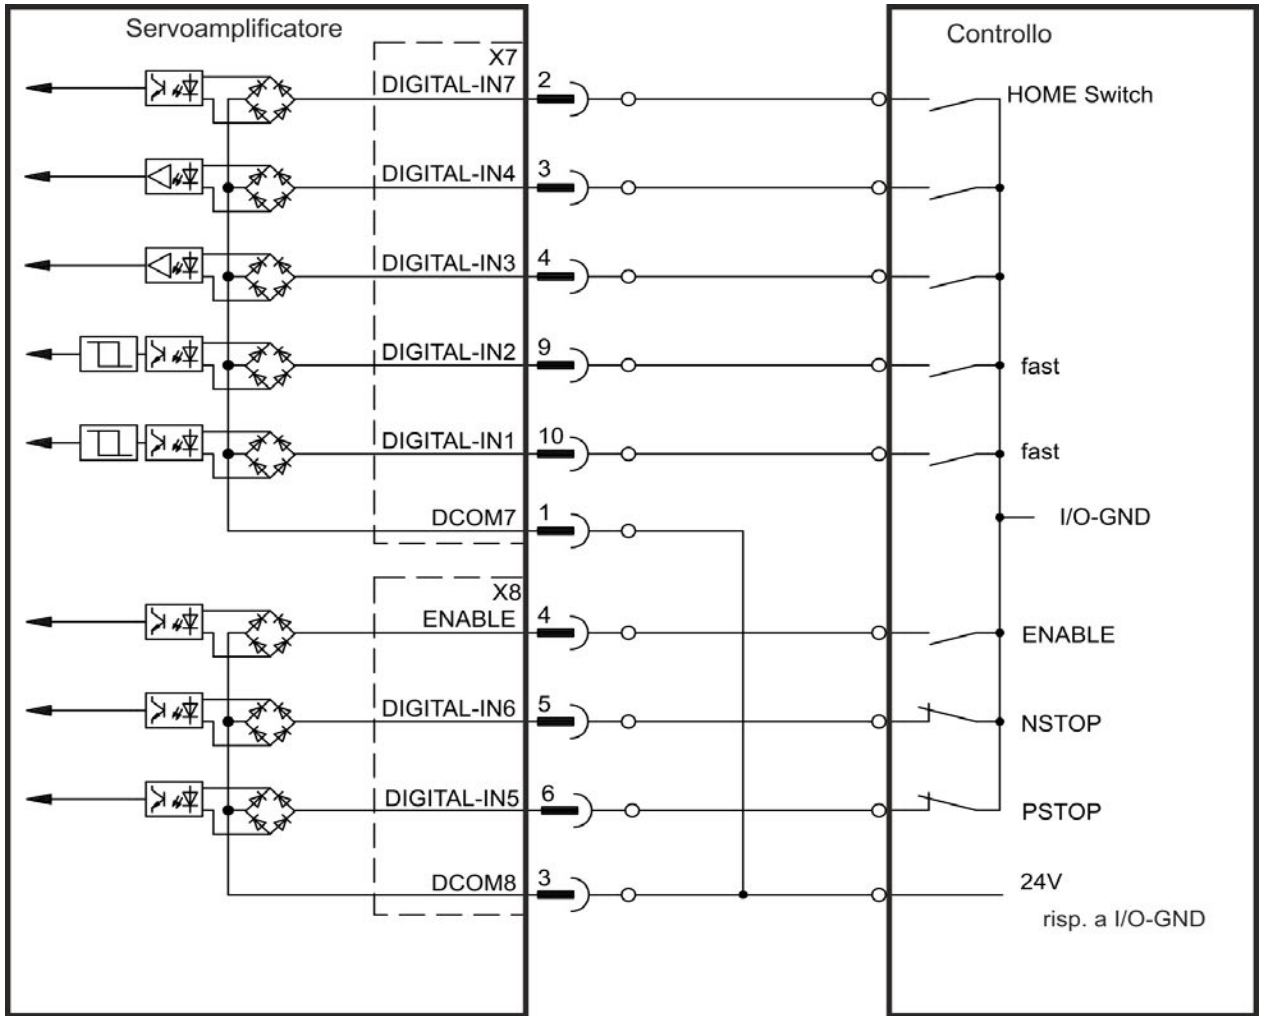 Servoamplificatore
Controllo
X7
DIGITAL-IN7 2 HOME Switch
DIGITAL-IN4 3
DIGITAL-IN3 4
DIGITAL-IN2 9 fast
DIGITAL-IN1 10 fast
DCOM7 1 I/O-GND
X8
ENABLE 4 ENABLE
DIGITAL-IN6 5 NSTOP
DIGITAL-IN5 6 PSTOP
DCOM8 3 24V
risp. a I/O-GND